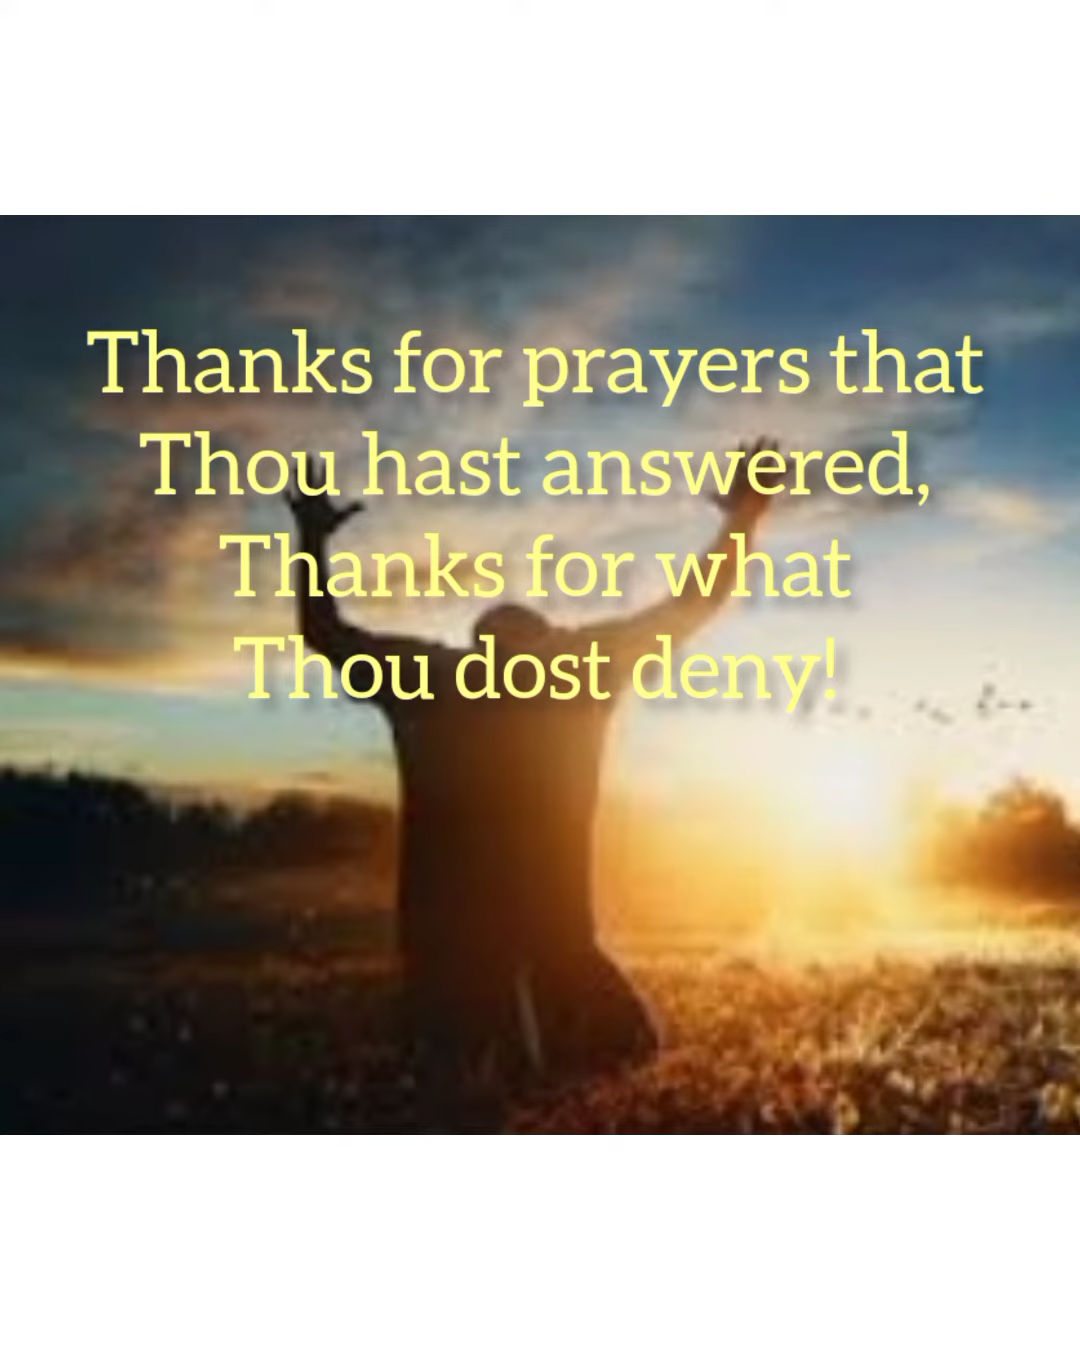 Thanks for prayers that
Thou hast answered,
Thanks for what
Thou dost deny!